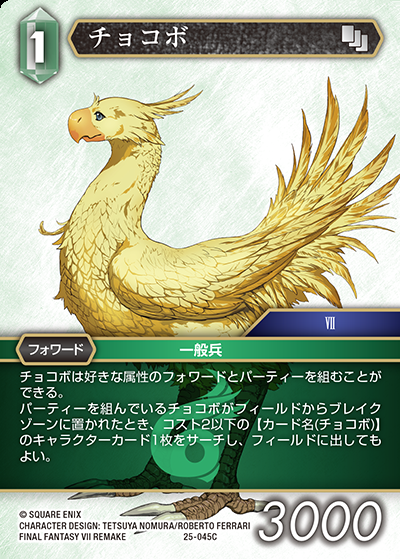 1
チョコボ
VII
フォワード
一般兵
チョコボは好きな属性のフォワードとパーティーを組むことが
できる。
パーティーを組んでいるチョコボがフィールドからブレイク
ゾーンに置かれたとき、コスト2以下の【カード名(チョコボ)】
のキャラクターカード1枚をサーチし、フィールドに出しても
よい。
© SQUARE ENIX
CHARACTER DESIGN: TETSUYA NOMURA/ROBERTO FERRARI
FINAL FANTASY VII REMAKE
25-045C
3000